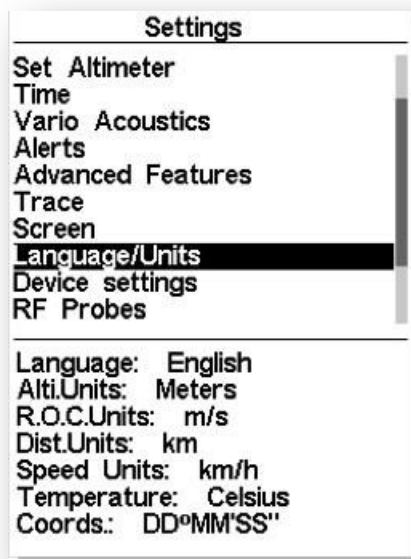 Settings
Set Altimeter
Time
Vario Acoustics
Alerts
Advanced Features
Trace
Screen
Language/Units
Device settings
RF Probes
Language: English
Alti.Units: Meters
R.O.C.Units: m/s
Dist.Units: km
Speed Units: km/h
Temperature: Celsius
Coords.: DDºMM'SS''